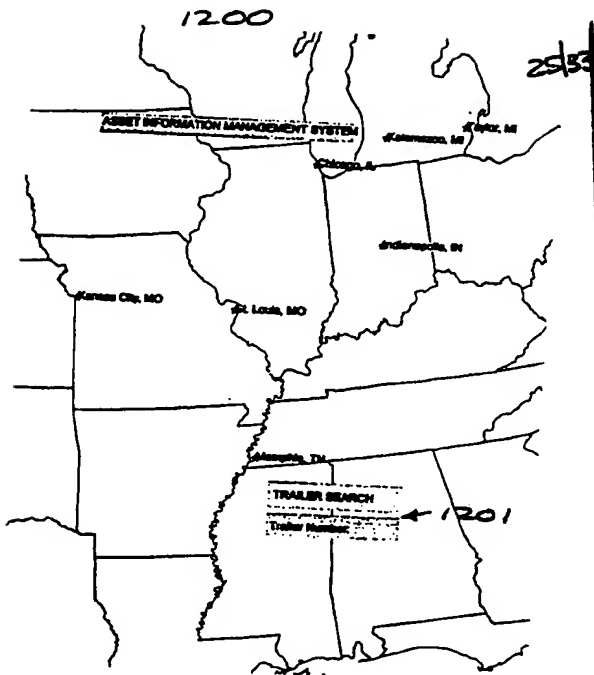 1200
25/33
ASSET INFORMATION MANAGEMENT SYSTEM
Taylor, MI
Kalamazoo, MI
Chicago, IL
Indianapolis, IN
Kansas City, MO
St. Louis, MO
Memphis, TN
TRAILER SEARCH
1201
Trailer Number: